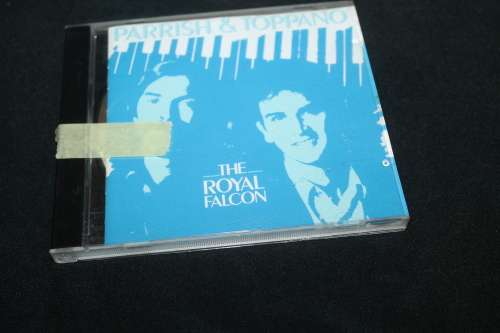 PARRISH & TOPPANO
THE
ROYAL
FALCON